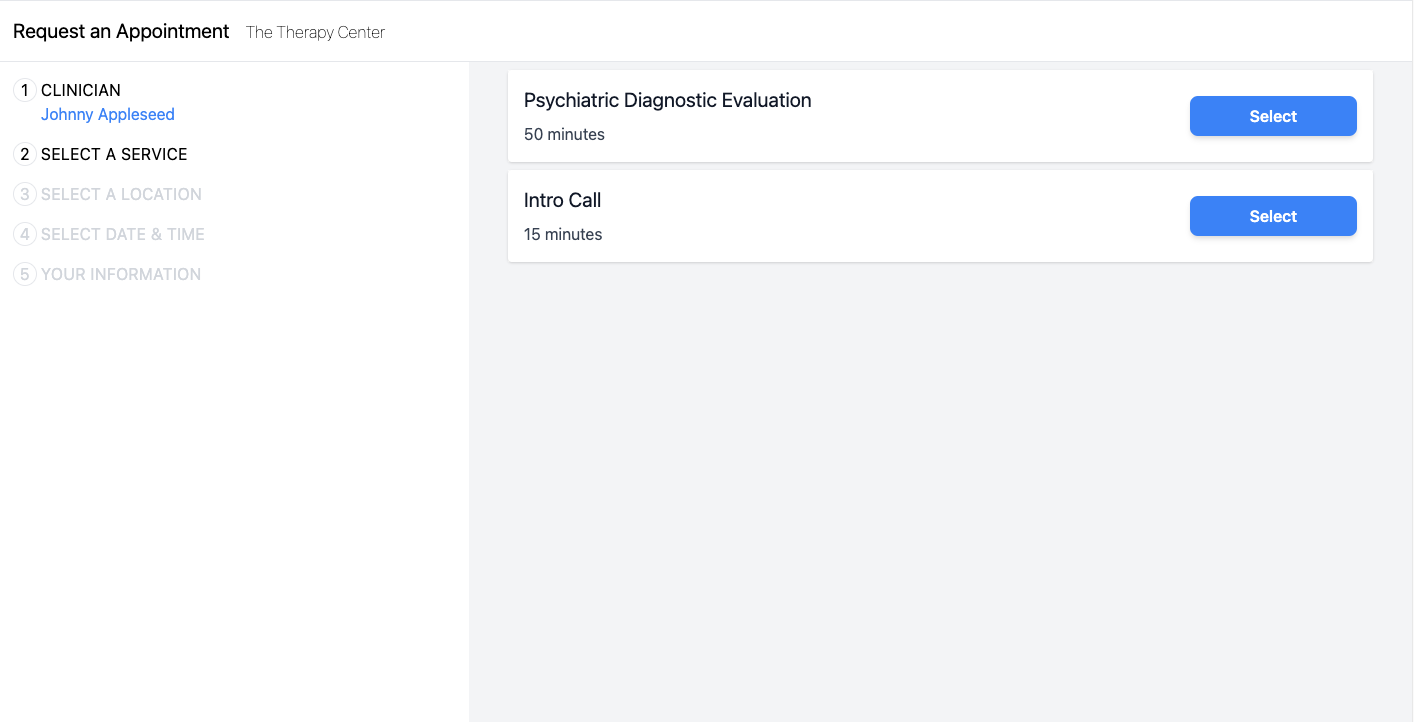 Request an Appointment The Therapy Center
1 CLINICIAN
Johnny Appleseed
2 SELECT A SERVICE
3 SELECT A LOCATION
4 SELECT DATE & TIME
5 YOUR INFORMATION
Psychiatric Diagnostic Evaluation
50 minutes
Select
Intro Call
15 minutes
Select